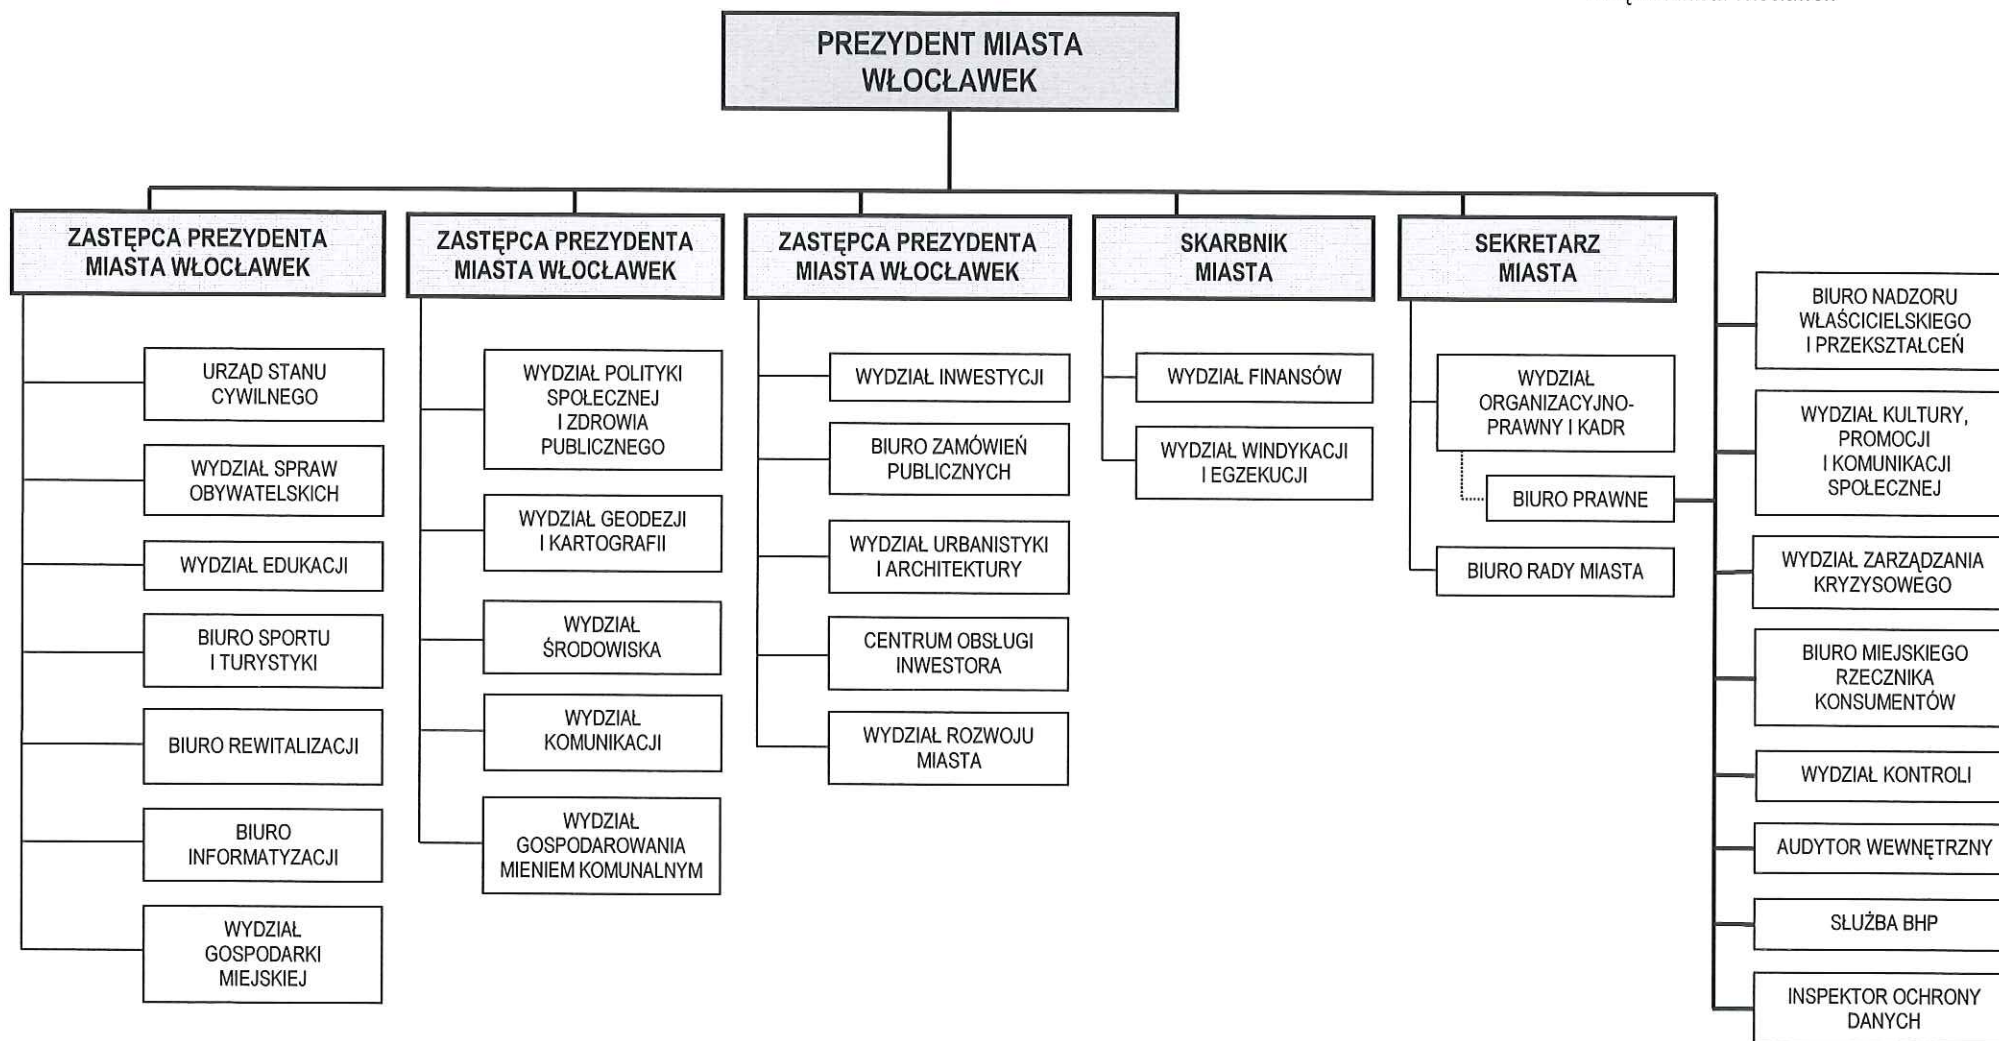 PREZYDENT MIASTA
WŁOCŁAWEK
ZASTĘPCA PREZYDENTA
MIASTA WŁOCŁAWEK
URZĄD STANU
CYWILNEGO
WYDZIAŁ SPRAW
OBYWATELSKICH
WYDZIAŁ EDUKACJI
BIURO SPORTU
I TURYSTYKI
BIURO REWITALIZACJI
BIURO
INFORMATYZACJI
WYDZIAŁ
GOSPODARKI
MIEJSKIEJ
ZASTĘPCA PREZYDENTA
MIASTA WŁOCŁAWEK
WYDZIAŁ POLITYKI
SPOŁECZNEJ
I ZDROWIA
PUBLICZNEGO
WYDZIAŁ GEODEZJI
I KARTOGRAFII
WYDZIAŁ
ŚRODOWISKA
WYDZIAŁ
KOMUNIKACJI
WYDZIAŁ
GOSPODAROWANIA
MIENIEM KOMUNALNYM
ZASTĘPCA PREZYDENTA
MIASTA WŁOCŁAWEK
WYDZIAŁ INWESTYCJI
BIURO ZAMÓWIEŃ
PUBLICZNYCH
WYDZIAŁ URBANISTYKI
I ARCHITEKTURY
CENTRUM OBSŁUGI
INWESTORA
WYDZIAŁ ROZWOJU
MIASTA
SKARBNIK
MIASTA
WYDZIAŁ FINANSÓW
WYDZIAŁ WINDYKACJI
I EGZEKUCJI
SEKRETARZ
MIASTA
WYDZIAŁ
ORGANIZACYJNO-
PRAWNY I KADR
BIURO PRAWNE
BIURO RADY MIASTA
BIURO NADZORU
WŁAŚCICIELSKIEGO
I PRZEKSZTAŁCEŃ
WYDZIAŁ KULTURY,
PROMOCJI
I KOMUNIKACJI
SPOŁECZNEJ
WYDZIAŁ ZARZĄDZANIA
KRYZYSOWEGO
BIURO MIEJSKIEGO
RZECZNIKA
KONSUMENTÓW
WYDZIAŁ KONTROLI
AUDYTOR WEWNĘTRZNY
SŁUŻBA BHP
INSPEKTOR OCHRONY
DANYCH